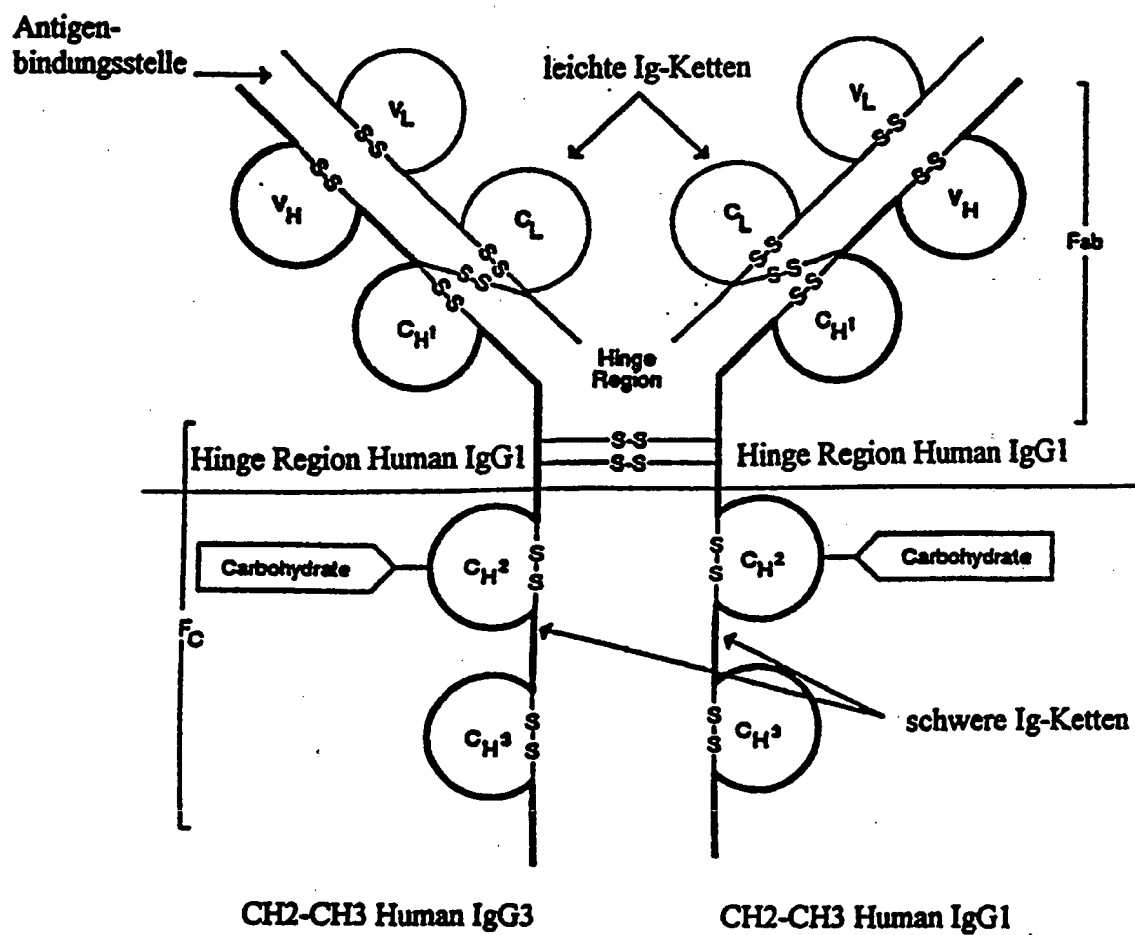 Antigen-
bindungsstelle
leichte Ig-Ketten
VL
VL
S-S
S-S
S-S
S-S
VH
VH
CL
CL
Fab
S-S
S-S
S-S
S-S
S-S
S-S
CH1
CH1
Hinge
Region
S-S
Hinge Region Human IgG1
Hinge Region Human IgG1
S-S
Carbohydrate
CH2
S-S
S-S
CH2
Carbohydrate
FC
CH3
S-S
S-S
CH3
schwere Ig-Ketten
CH2-CH3 Human IgG3
CH2-CH3 Human IgG1